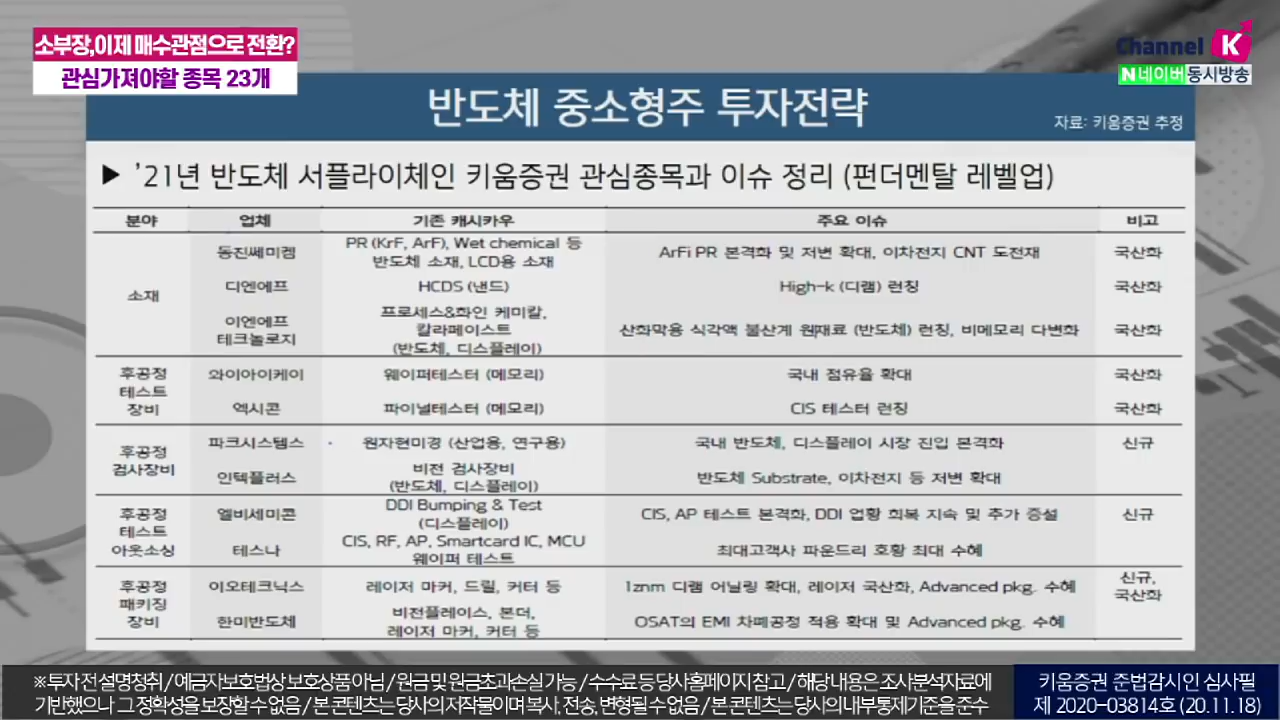 소부장,이제 매수관점으로 전환?
관심가져야할 종목 23개
Channel K
N 네이버 동시방송
반도체 중소형주 투자전략
자료: 키움증권 추정
▶ '21년 반도체 서플라이체인 키움증권 관심종목과 이슈 정리 (펀더멘탈 레벨업)
분야 업체 기존 캐시카우 주요 이슈 비고
소재
동진쎄미켐
PR (KrF, ArF), Wet chemical 등
반도체 소재, LCD용 소재
ArFi PR 본격화 및 저변 확대, 이차전지 CNT 도전재
국산화
디엔에프
HCDS (낸드)
High-k (디램) 런칭
국산화
이엔에프
테크놀로지
프로세스&화인 케미칼,
칼라페이스트
(반도체, 디스플레이)
산화막용 식각액 불산계 원재료 (반도체) 런칭, 비메모리 다변화
국산화
후공정
테스트
장비
와이아이케이
웨이퍼테스터 (메모리)
국내 점유율 확대
국산화
엑시콘
파이널테스터 (메모리)
CIS 테스터 런칭
국산화
후공정
검사장비
파크시스템스
원자현미경 (산업용, 연구용)
국내 반도체, 디스플레이 시장 진입 본격화
신규
인텍플러스
비전 검사장비
(반도체, 디스플레이)
반도체 Substrate, 이차전지 등 저변 확대
후공정
테스트
아웃소싱
엘비세미콘
DDI Bumping & Test
(디스플레이)
CIS, AP 테스트 본격화, DDI 업황 회복 지속 및 추가 증설
신규
테스나
CIS, RF, AP, Smartcard IC, MCU
웨이퍼 테스트
최대고객사 파운드리 호황 최대 수혜
후공정
패키징
장비
이오테크닉스
레이저 마커, 드릴, 커터 등
1znm 디램 어닐링 확대, 레이저 국산화, Advanced pkg. 수혜
신규,
국산화
한미반도체
비전플레이스, 본더,
레이저 마커, 커터 등
OSAT의 EMI 차폐공정 적용 확대 및 Advanced pkg. 수혜
※ 투자 전 설명청취 / 예금자보호법상 보호상품 아님 / 원금 및 원금초과손실 가능 / 수수료 등 당사홈페이지 참고 / 해당 내용은 조사분석자료에
기반했으나 그 정확성을 보장할 수 없음 / 본 콘텐츠는 당사의 저작물이며 복사, 전송, 변형될 수 없음 / 본 콘텐츠는 당사의 내부통제기준을 준수
키움증권 준법감시인 심사필
제 2020-03814호 (20.11.18)